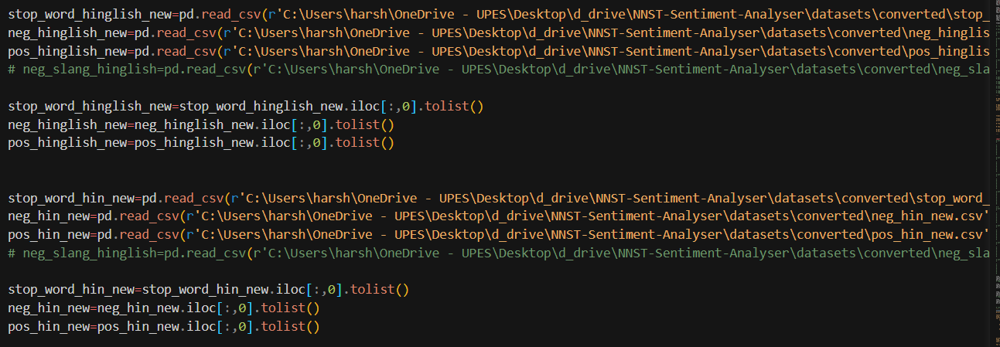 stop_word_hinglish_new=pd.read_csv(r'C:\Users\harsh\OneDrive - UPES\Desktop\d_drive\NNST-Sentiment-Analyser\datasets\converted\stop_
neg_hinglish_new=pd.read_csv(r'C:\Users\harsh\OneDrive - UPES\Desktop\d_drive\NNST-Sentiment-Analyser\datasets\converted\neg_hinglis
pos_hinglish_new=pd.read_csv(r'C:\Users\harsh\OneDrive - UPES\Desktop\d_drive\NNST-Sentiment-Analyser\datasets\converted\pos_hinglis
# neg_slang_hinglish=pd.read_csv(r'C:\Users\harsh\OneDrive - UPES\Desktop\d_drive\NNST-Sentiment-Analyser\datasets\converted\neg_sla
stop_word_hinglish_new=stop_word_hinglish_new.iloc[:,0].tolist()
neg_hinglish_new=neg_hinglish_new.iloc[:,0].tolist()
pos_hinglish_new=pos_hinglish_new.iloc[:,0].tolist()
stop_word_hin_new=pd.read_csv(r'C:\Users\harsh\OneDrive - UPES\Desktop\d_drive\NNST-Sentiment-Analyser\datasets\converted\stop_word_
neg_hin_new=pd.read_csv(r'C:\Users\harsh\OneDrive - UPES\Desktop\d_drive\NNST-Sentiment-Analyser\datasets\converted\neg_hin_new.csv'
pos_hin_new=pd.read_csv(r'C:\Users\harsh\OneDrive - UPES\Desktop\d_drive\NNST-Sentiment-Analyser\datasets\converted\pos_hin_new.csv'
# neg_slang_hinglish=pd.read_csv(r'C:\Users\harsh\OneDrive - UPES\Desktop\d_drive\NNST-Sentiment-Analyser\datasets\converted\neg_sla
stop_word_hin_new=stop_word_hin_new.iloc[:,0].tolist()
neg_hin_new=neg_hin_new.iloc[:,0].tolist()
pos_hin_new=pos_hin_new.iloc[:,0].tolist()